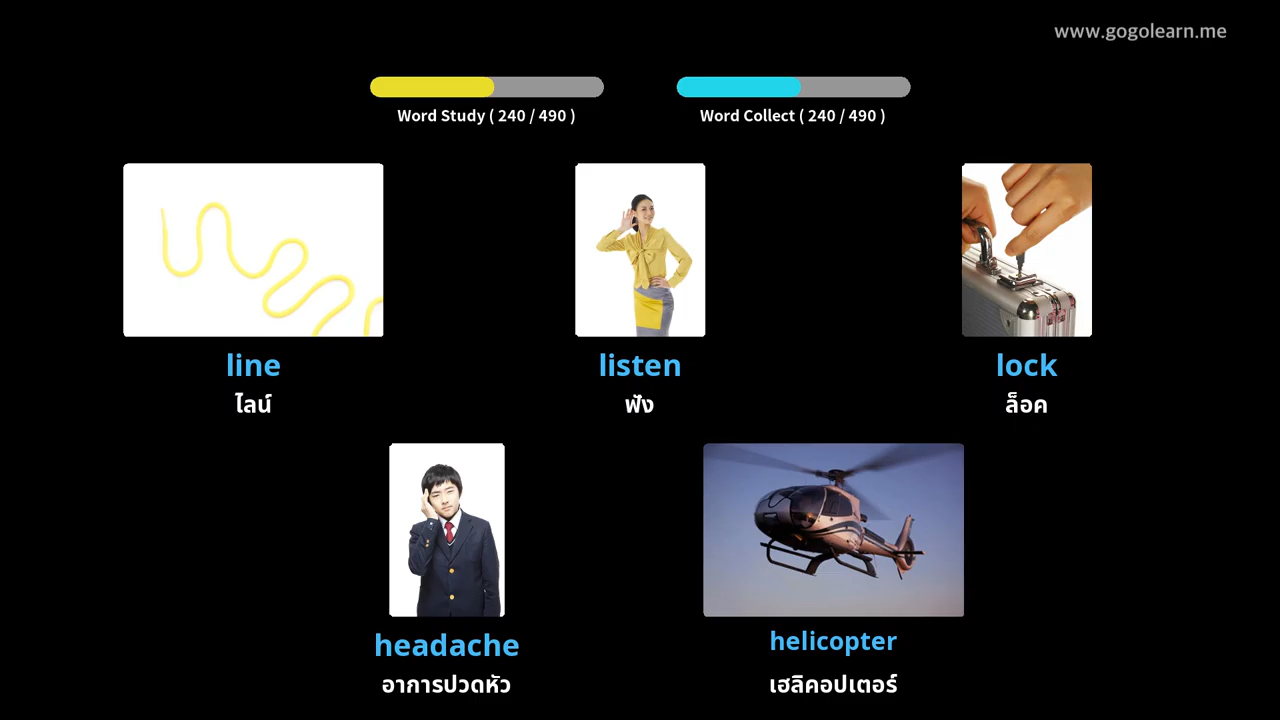 www.gogolearn.me
Word Study ( 240 / 490 )
Word Collect ( 240 / 490 )
line
ไลน์
listen
ฟัง
lock
ล็อค
headache
อาการปวดหัว
helicopter
เฮลิคอปเตอร์